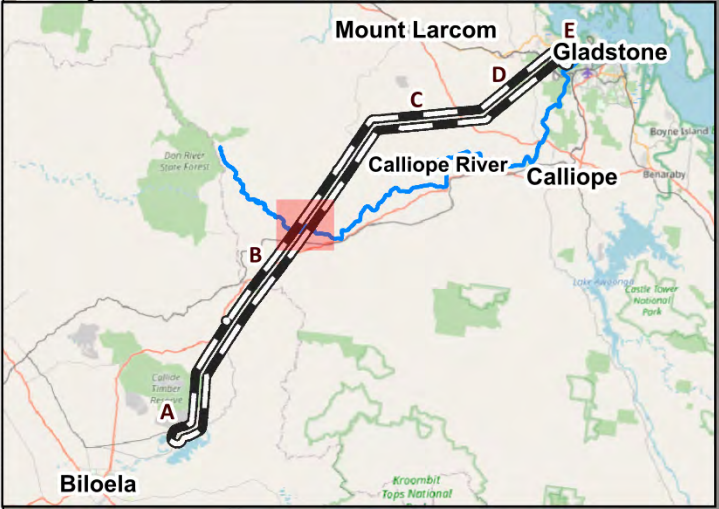 Mount Larcom
E
Gladstone
D
C
Don River
State Forest
Boyne Island
Calliope River
Calliope
Benaraby
B
Lake Awoonga
Castle Tower
National
Park
Callide
Timber
Reserve
A
Biloela
Kroombit
Tops National